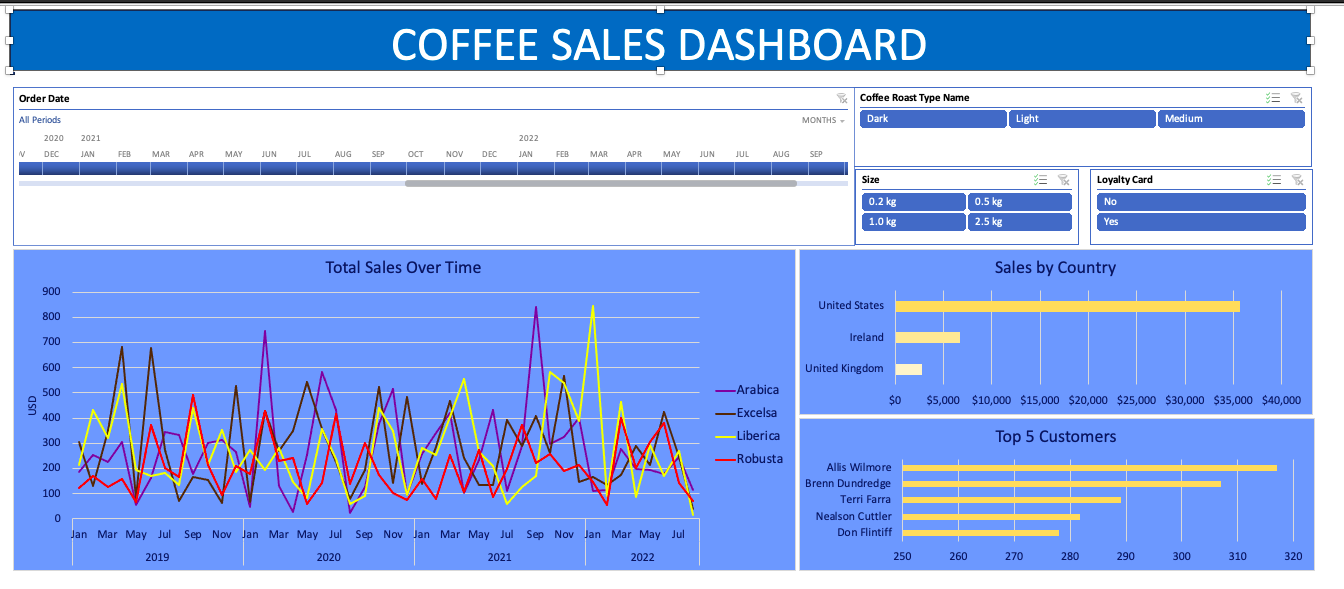 COFFEE SALES DASHBOARD
Order Date
All Periods
MONTHS
2020 2021 2022
DEC JAN FEB MAR APR MAY JUN JUL AUG SEP OCT NOV DEC JAN FEB MAR APR MAY JUN JUL AUG SEP
Coffee Roast Type Name
Dark Light Medium
Size
0.2 kg 0.5 kg
1.0 kg 2.5 kg
Loyalty Card
No
Yes
Total Sales Over Time
900
800
700
600
500
400
300
200
100
0
USD
Jan Mar May Jul Sep Nov Jan Mar May Jul Sep Nov Jan Mar May Jul Sep Nov Jan Mar May Jul
2019 2020 2021 2022
Arabica
Excelsa
Liberica
Robusta
Sales by Country
United States
Ireland
United Kingdom
$0 $5,000 $10,000 $15,000 $20,000 $25,000 $30,000 $35,000 $40,000
Top 5 Customers
Allis Wilmore
Brenn Dundredge
Terri Farra
Nealson Cuttler
Don Flintiff
250 260 270 280 290 300 310 320